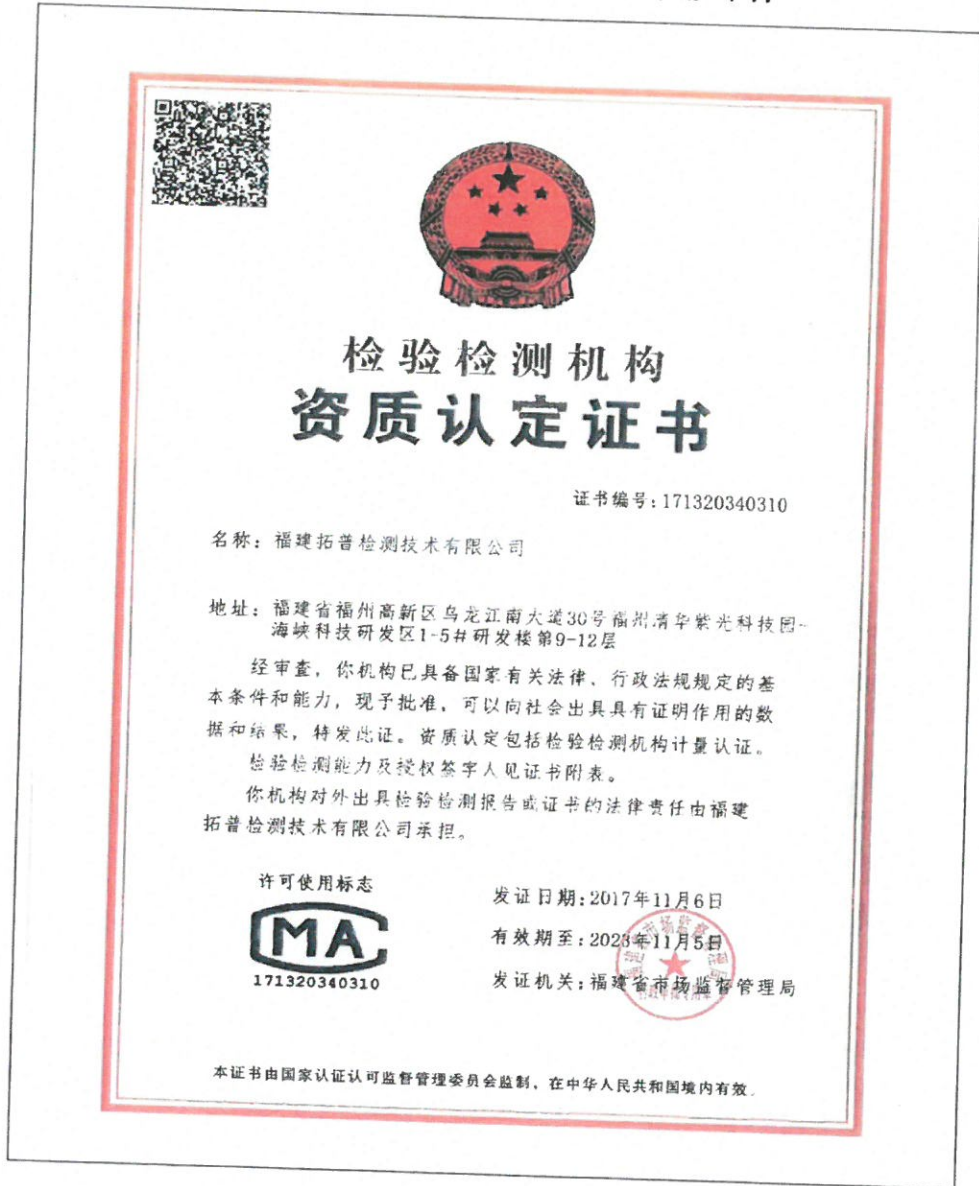 检验检测机构
资质认定证书
证书编号:171320340310
名称：福建拓普检测技术有限公司
地址：福建省福州高新区乌龙江南大道30号福州清华紫光科技园-
海峡科技研发区1-5#研发楼第9-12层
经审查，你机构已具备国家有关法律、行政法规规定的基
本条件和能力，现予批准，可以向社会出具具有证明作用的数
据和结果，特发此证。资质认定包括检验检测机构计量认证。
检验检测能力及授权签字人见证书附表。
你机构对外出具检验检测报告或证书的法律责任由福建
拓普检测技术有限公司承担。
许可使用标志
MA
171320340310
发证日期:2017年11月6日
有效期至:2023年11月5日
发证机关:福建省市场监督管理局
本证书由国家认证认可监督管理委员会监制，在中华人民共和国境内有效。